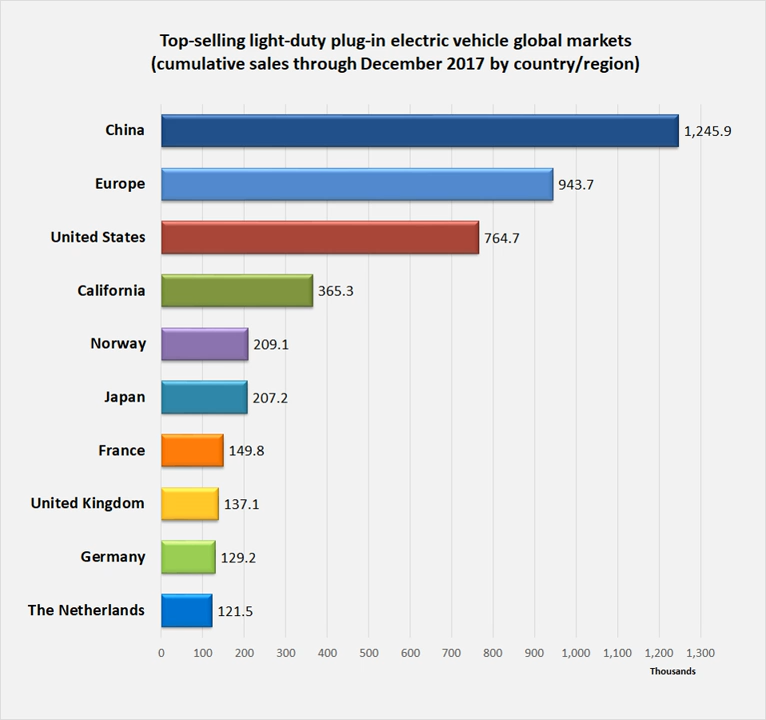 Top-selling light-duty plug-in electric vehicle global markets
(cumulative sales through December 2017 by country/region)
China 1,245.9
Europe 943.7
United States 764.7
California 365.3
Norway 209.1
Japan 207.2
France 149.8
United Kingdom 137.1
Germany 129.2
The Netherlands 121.5
0 100 200 300 400 500 600 700 800 900 1,000 1,100 1,200 1,300
Thousands